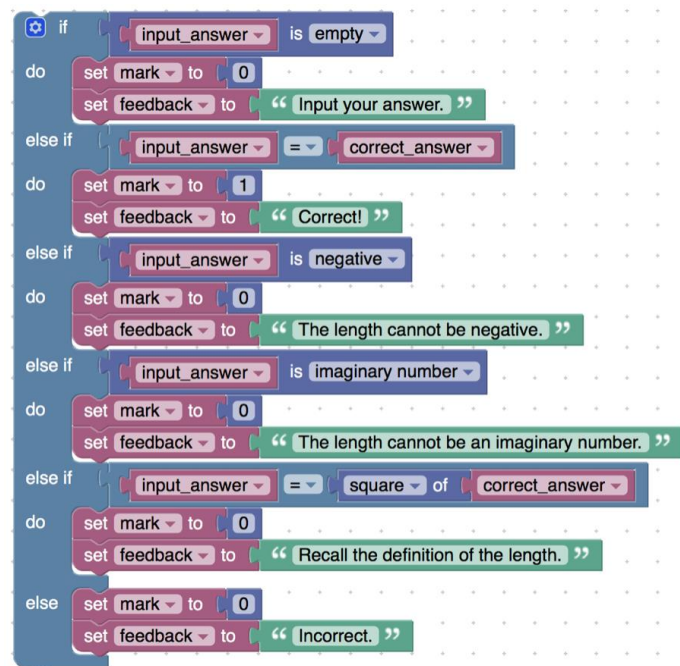 if input_answer is empty
do set mark to 0
set feedback to “ Input your answer. ”
else if input_answer = correct_answer
do set mark to 1
set feedback to “ Correct! ”
else if input_answer is negative
do set mark to 0
set feedback to “ The length cannot be negative. ”
else if input_answer is imaginary number
do set mark to 0
set feedback to “ The length cannot be an imaginary number. ”
else if input_answer = square of correct_answer
do set mark to 0
set feedback to “ Recall the definition of the length. ”
else set mark to 0
set feedback to “ Incorrect. ”